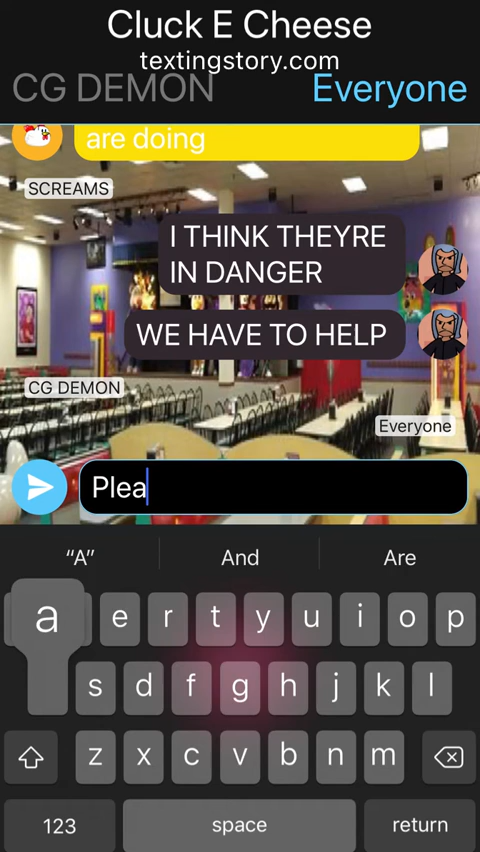 Cluck E Cheese
textingstory.com
CG DEMON Everyone
are doing
SCREAMS
I THINK THEYRE
IN DANGER
WE HAVE TO HELP
CG DEMON
Everyone
Plea
“A” And Are
a e r t y u i o p
s d f g h j k l
z x c v b n m
123 space return